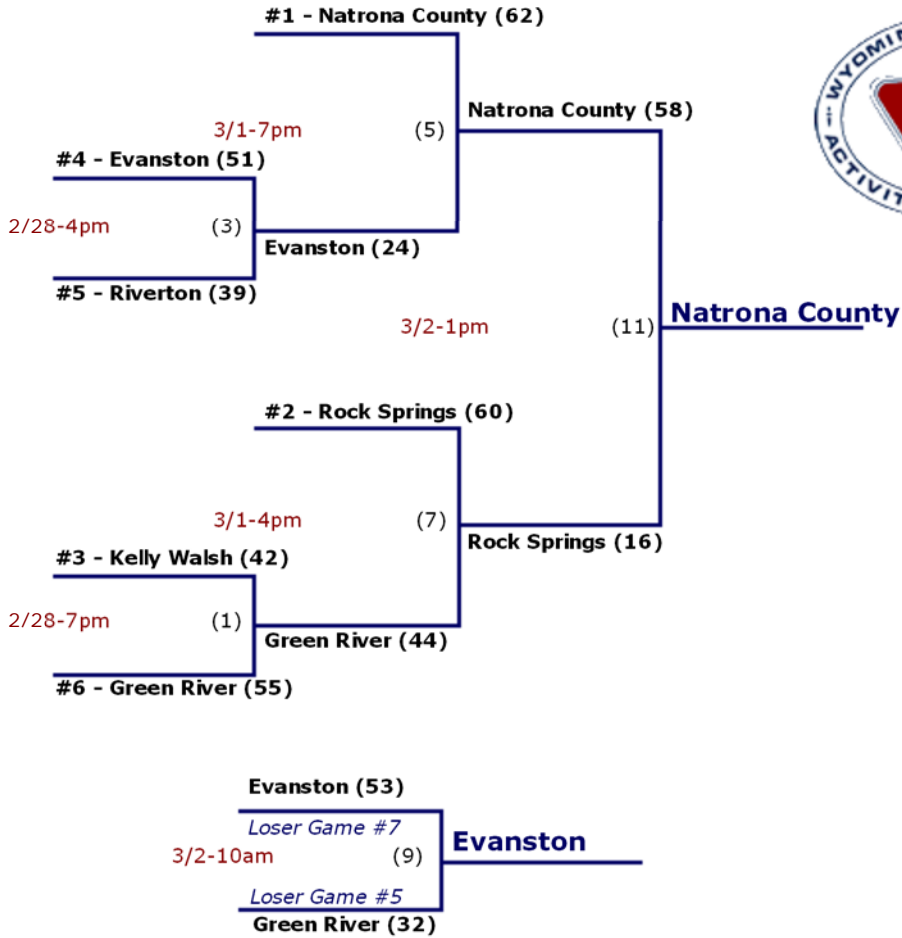 #1 - Natrona County (62)
WYOMIN
Natrona County (58)
3/1-7pm
(5)
#4 - Evanston (51)
ACTIVIT
2/28-4pm
(3)
Evanston (24)
#5 - Riverton (39)
Natrona County
3/2-1pm
(11)
#2 - Rock Springs (60)
3/1-4pm
(7)
Rock Springs (16)
#3 - Kelly Walsh (42)
2/28-7pm
(1)
Green River (44)
#6 - Green River (55)
Evanston (53)
Loser Game #7
Evanston
3/2-10am
(9)
Loser Game #5
Green River (32)